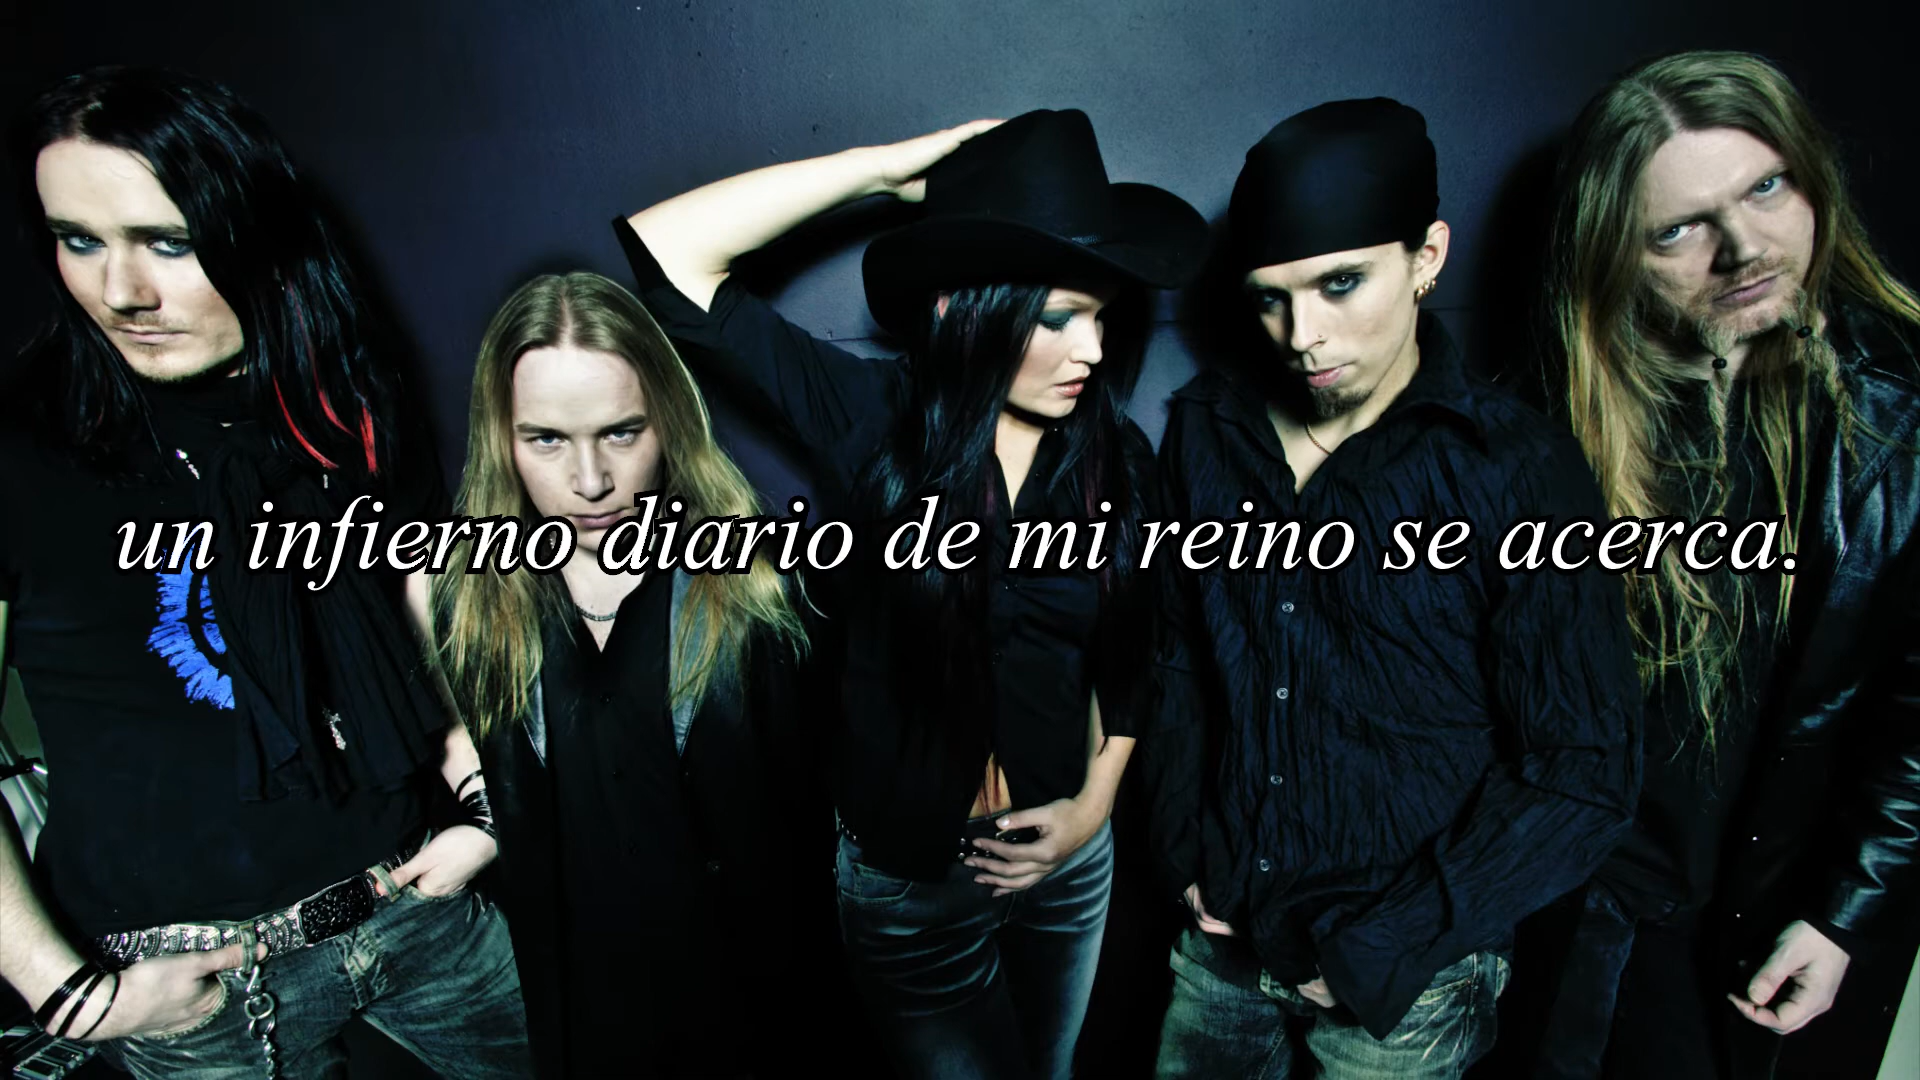 un infierno diario de mi reino se acerca.